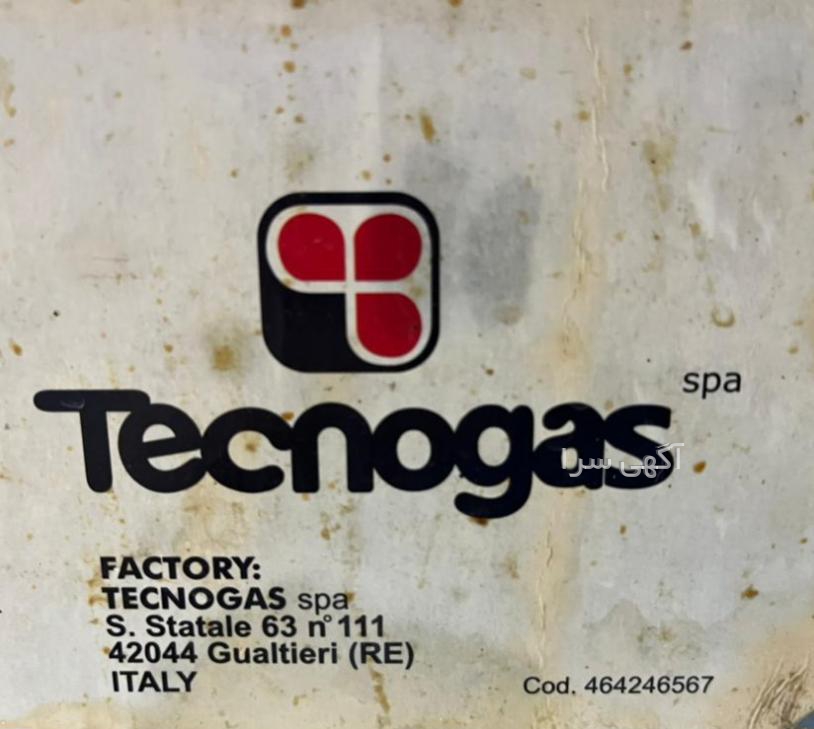 spa
Tecnogas
آگهی سرا
FACTORY:
TECNOGAS spa
S. Statale 63 n° 111
42044 Gualtieri (RE)
ITALY
Cod. 464246567